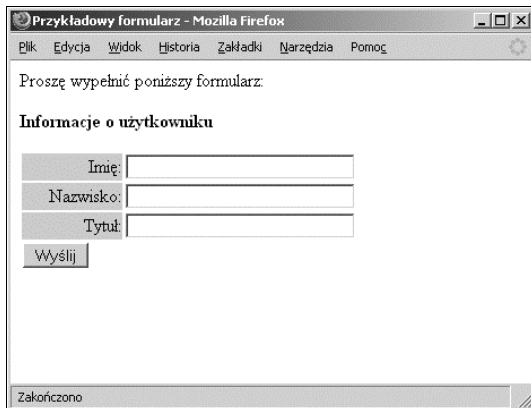 Przykładowy formularz - Mozilla Firefox
Plik Edycja Widok Historia Zakładki Narzędzia Pomoc
Proszę wypełnić poniższy formularz:
Informacje o użytkowniku
Imię:
Nazwisko:
Tytuł:
Wyślij
Zakończono